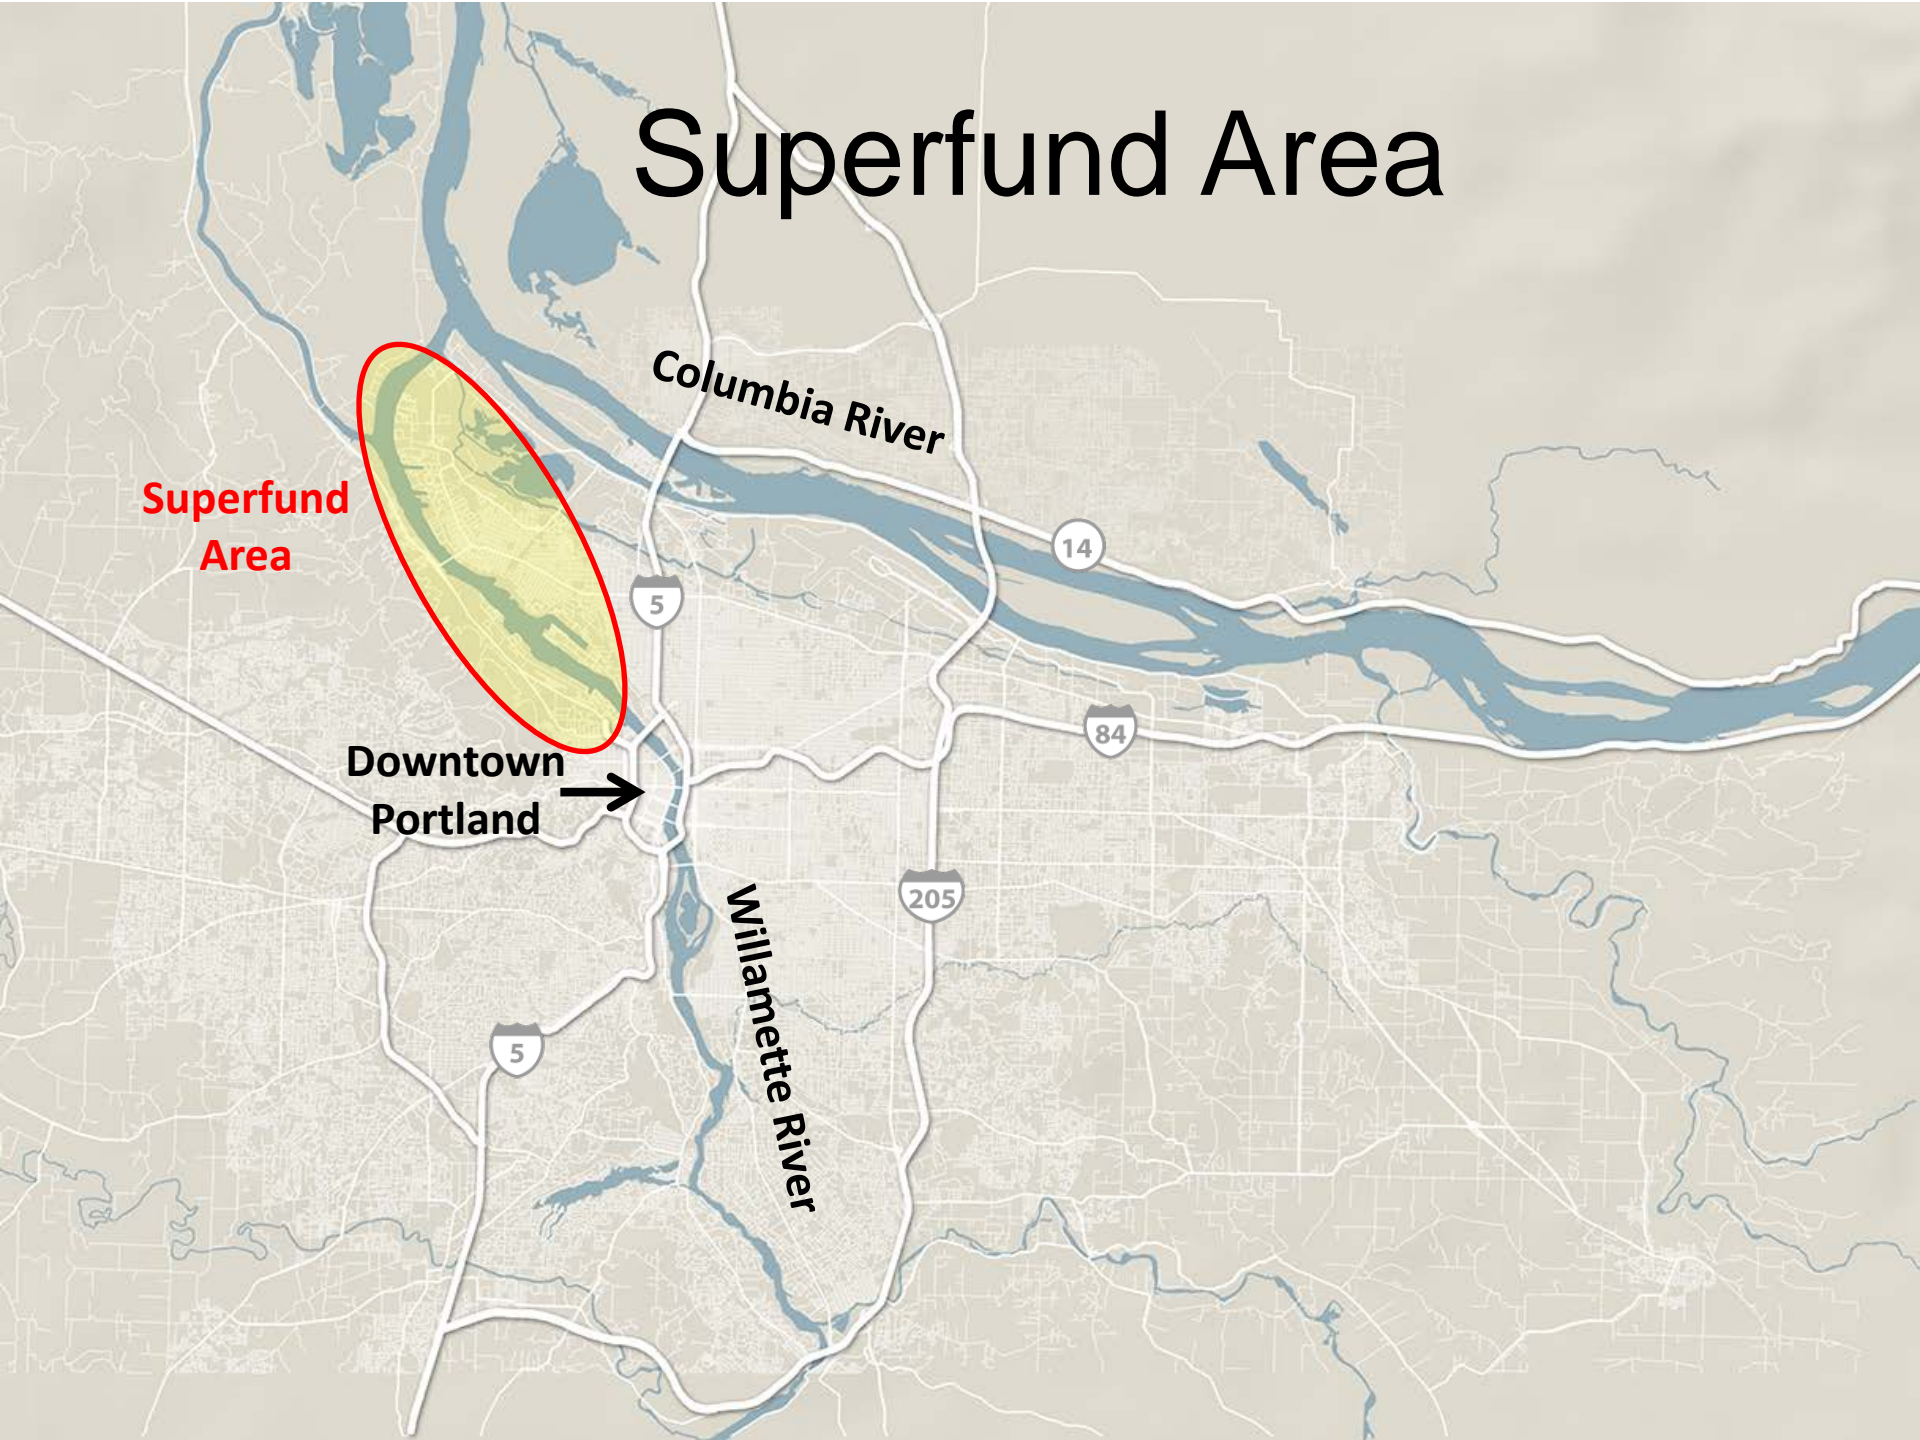 Superfund Area
Columbia River
Superfund
Area
14
5
84
Downtown
Portland
205
Willamette River
5